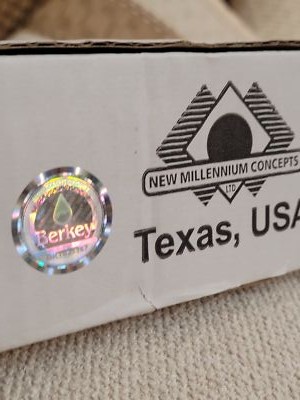 NEW MILLENNIUM CONCEPTS
LTD
Berkey
Texas, USA